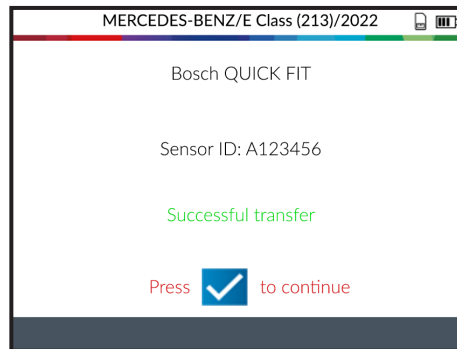 MERCEDES-BENZ/E Class (213)/2022
Bosch QUICK FIT
Sensor ID: A123456
Successful transfer
Press to continue